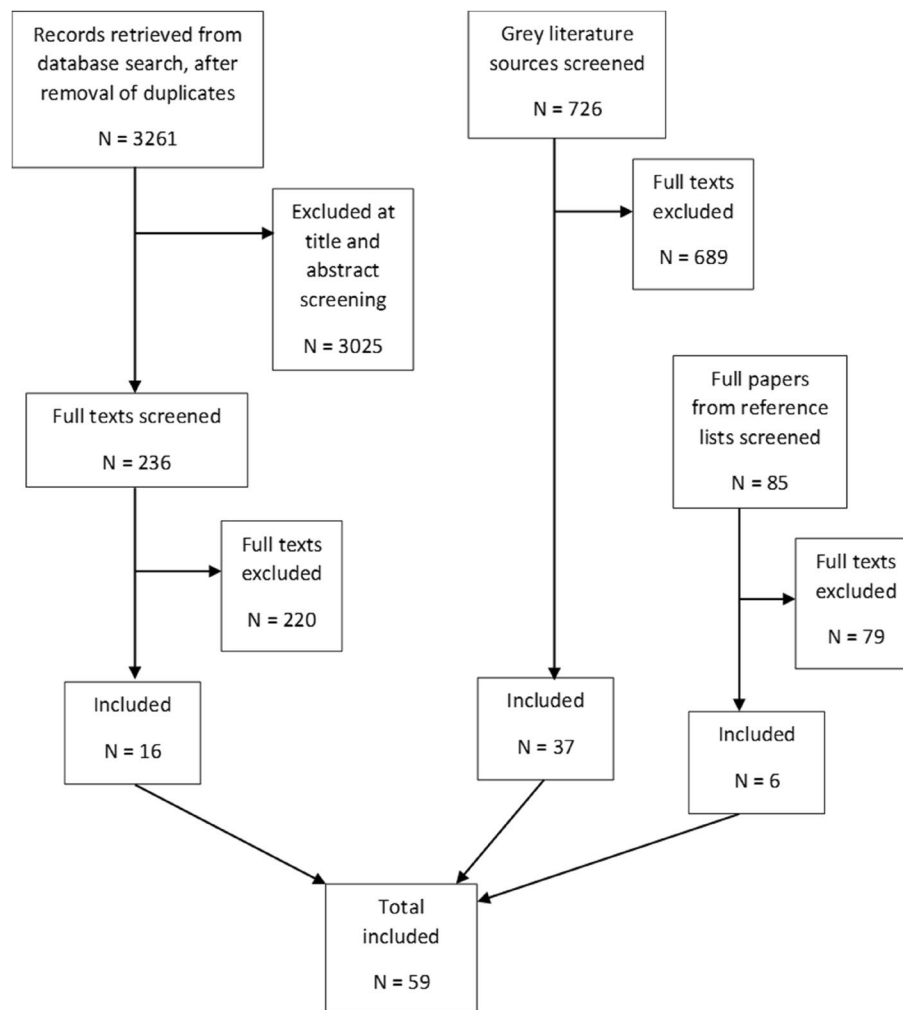 Records retrieved from
database search, after
removal of duplicates
N = 3261
Grey literature
sources screened
N = 726
Excluded at
title and
abstract
screening
N = 3025
Full texts
excluded
N = 689
Full texts screened
N = 236
Full papers
from reference
lists screened
N = 85
Full texts
excluded
N = 220
Full texts
excluded
N = 79
Included
N = 16
Included
N = 37
Included
N = 6
Total
included
N = 59